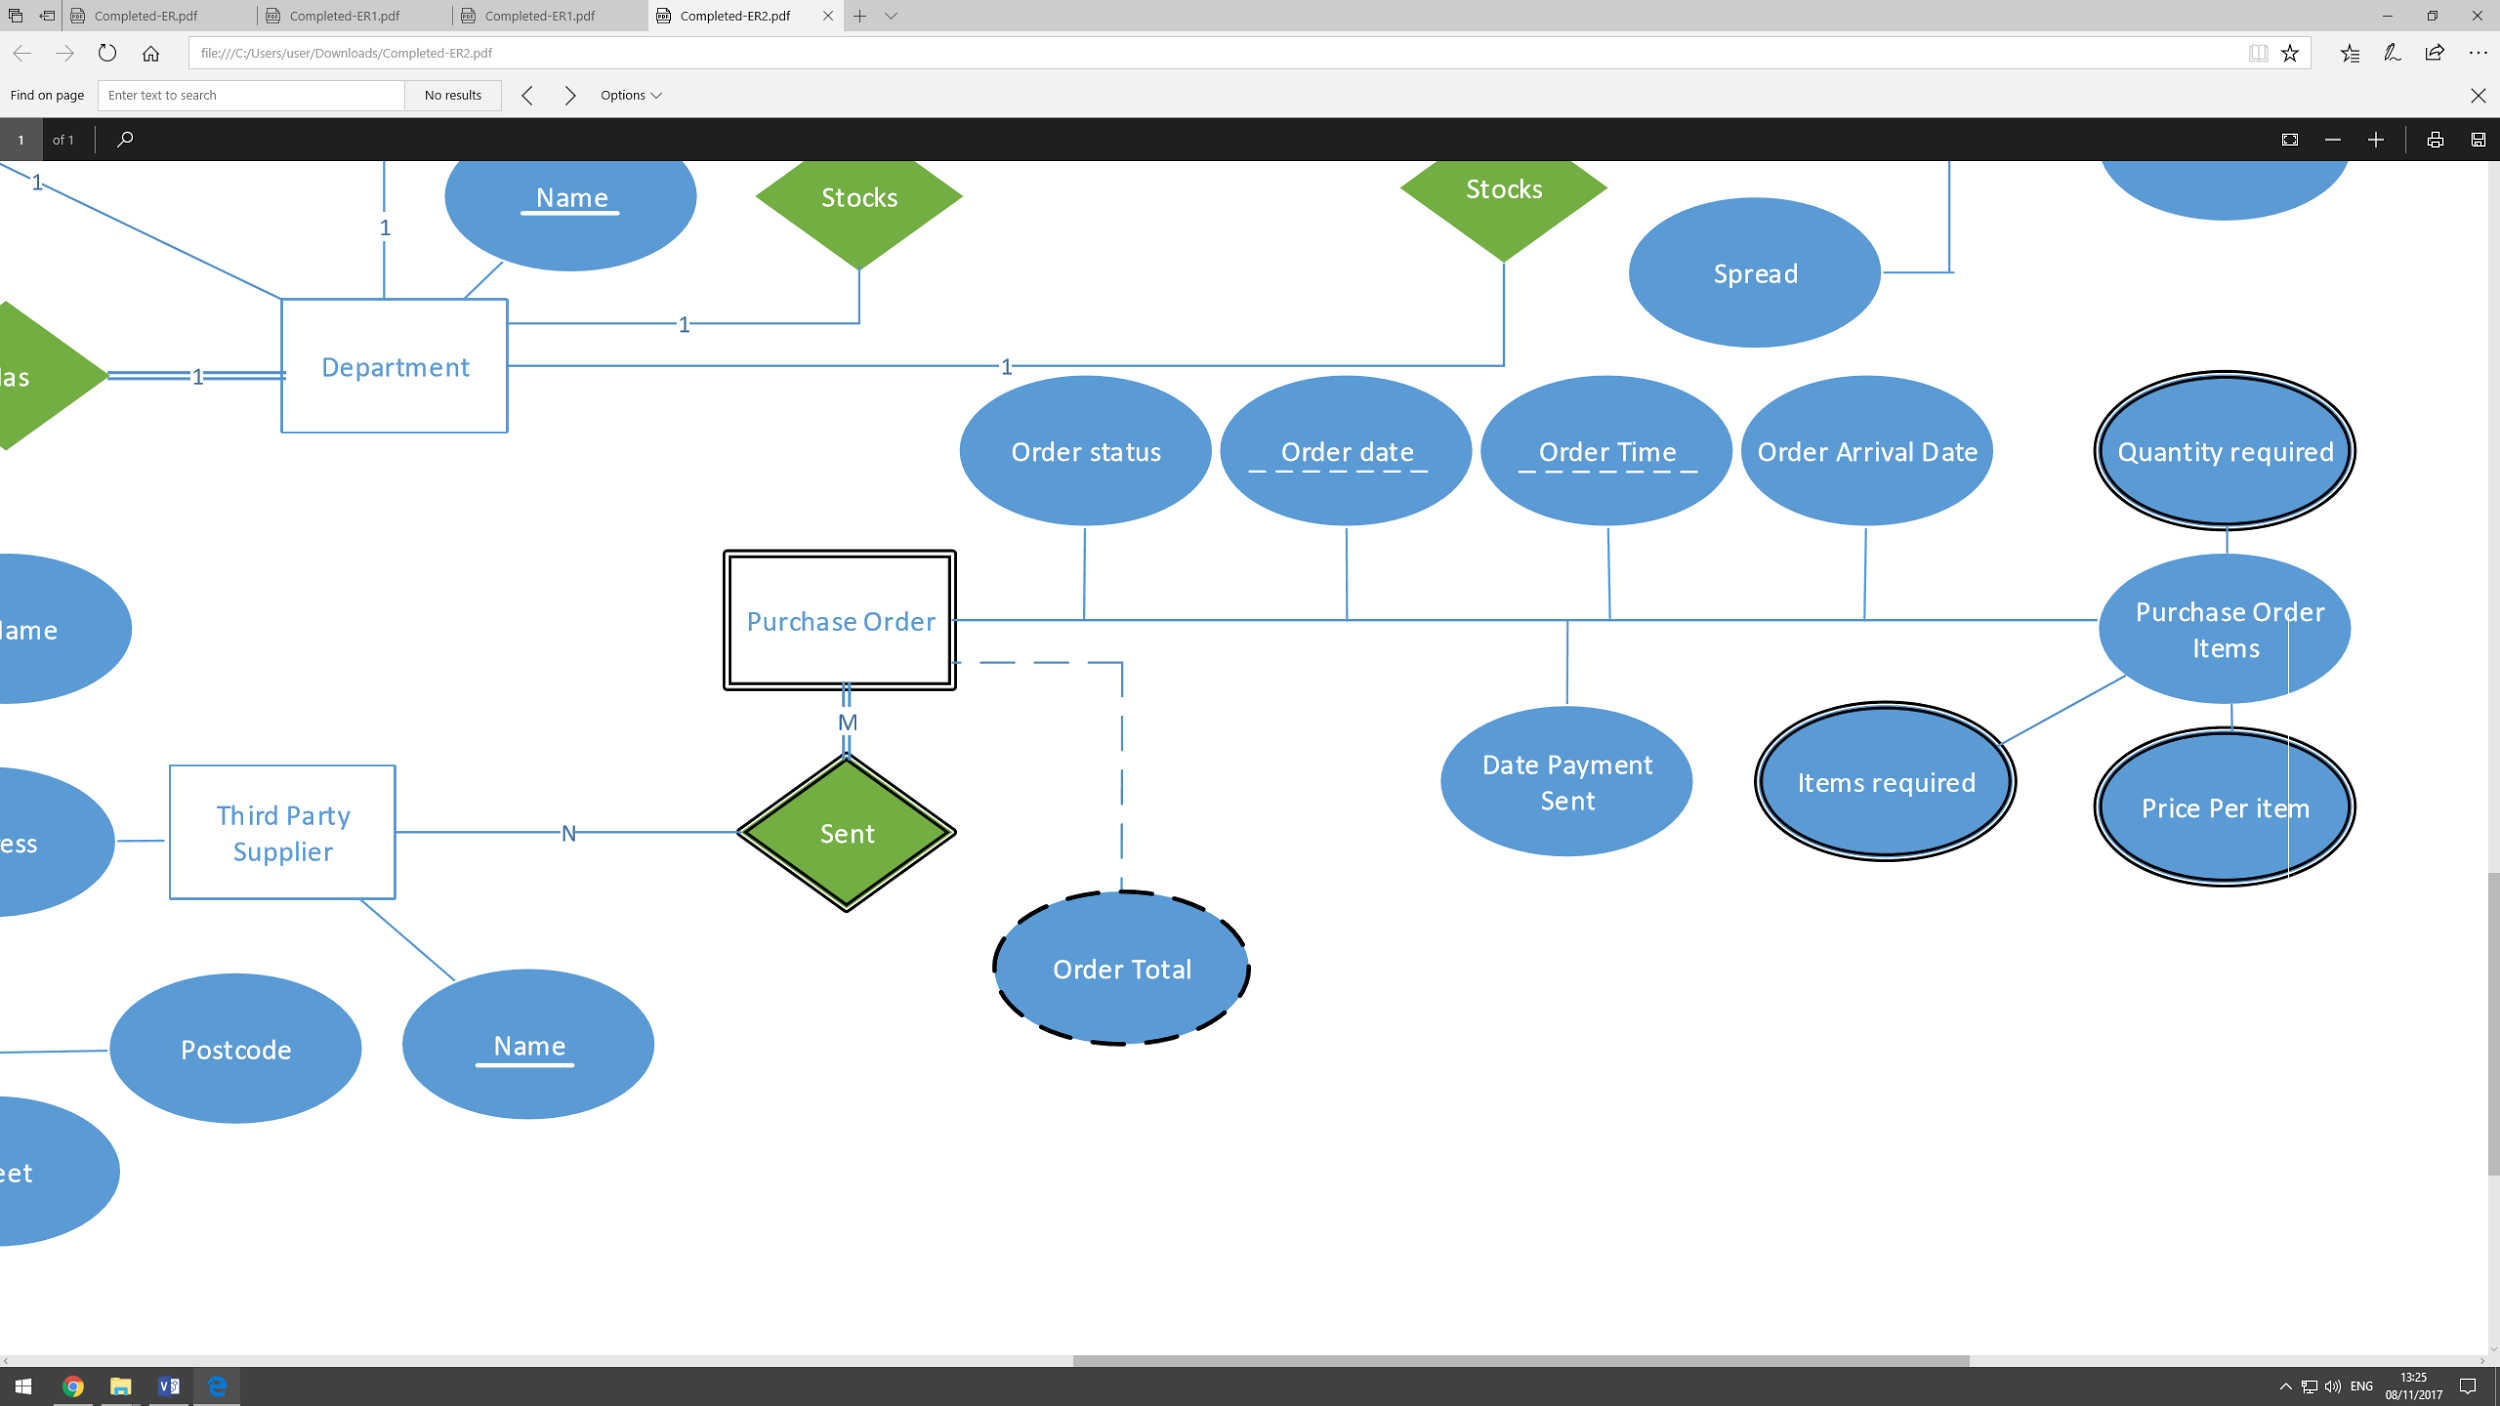 Completed-ER.pdf
Completed-ER1.pdf
Completed-ER1.pdf
Completed-ER2.pdf
file:///C:/Users/user/Downloads/Completed-ER2.pdf
Find on page
Enter text to search
No results
Options
1
of 1
1
1
Name
Stocks
Stocks
Spread
1
las
1
Department
1
Order status
Order date
Order Time
Order Arrival Date
Quantity required
Purchase Order
Purchase Order
Items
lame
M
Date Payment
Sent
Items required
Price Per item
Third Party
Supplier
N
Sent
ess
Order Total
Postcode
Name
eet
ENG
13:25
08/11/2017